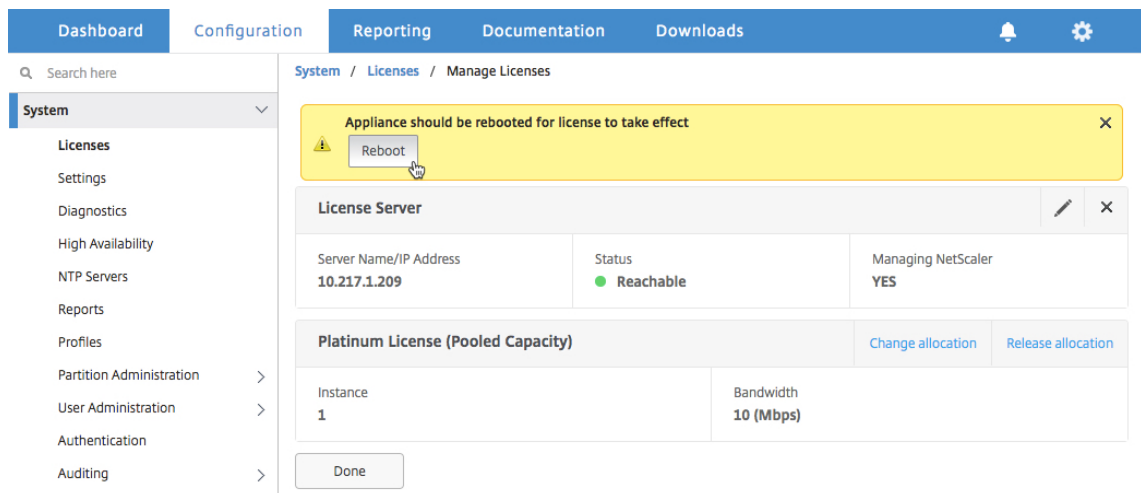 Dashboard Configuration Reporting Documentation Downloads
Search here
System / Licenses / Manage Licenses
System
Licenses
Settings
Diagnostics
High Availability
NTP Servers
Reports
Profiles
Partition Administration
User Administration
Authentication
Auditing
Appliance should be rebooted for license to take effect
Reboot
License Server
Server Name/IP Address
10.217.1.209
Status
Reachable
Managing NetScaler
YES
Platinum License (Pooled Capacity)
Change allocation
Release allocation
Instance
1
Bandwidth
10 (Mbps)
Done